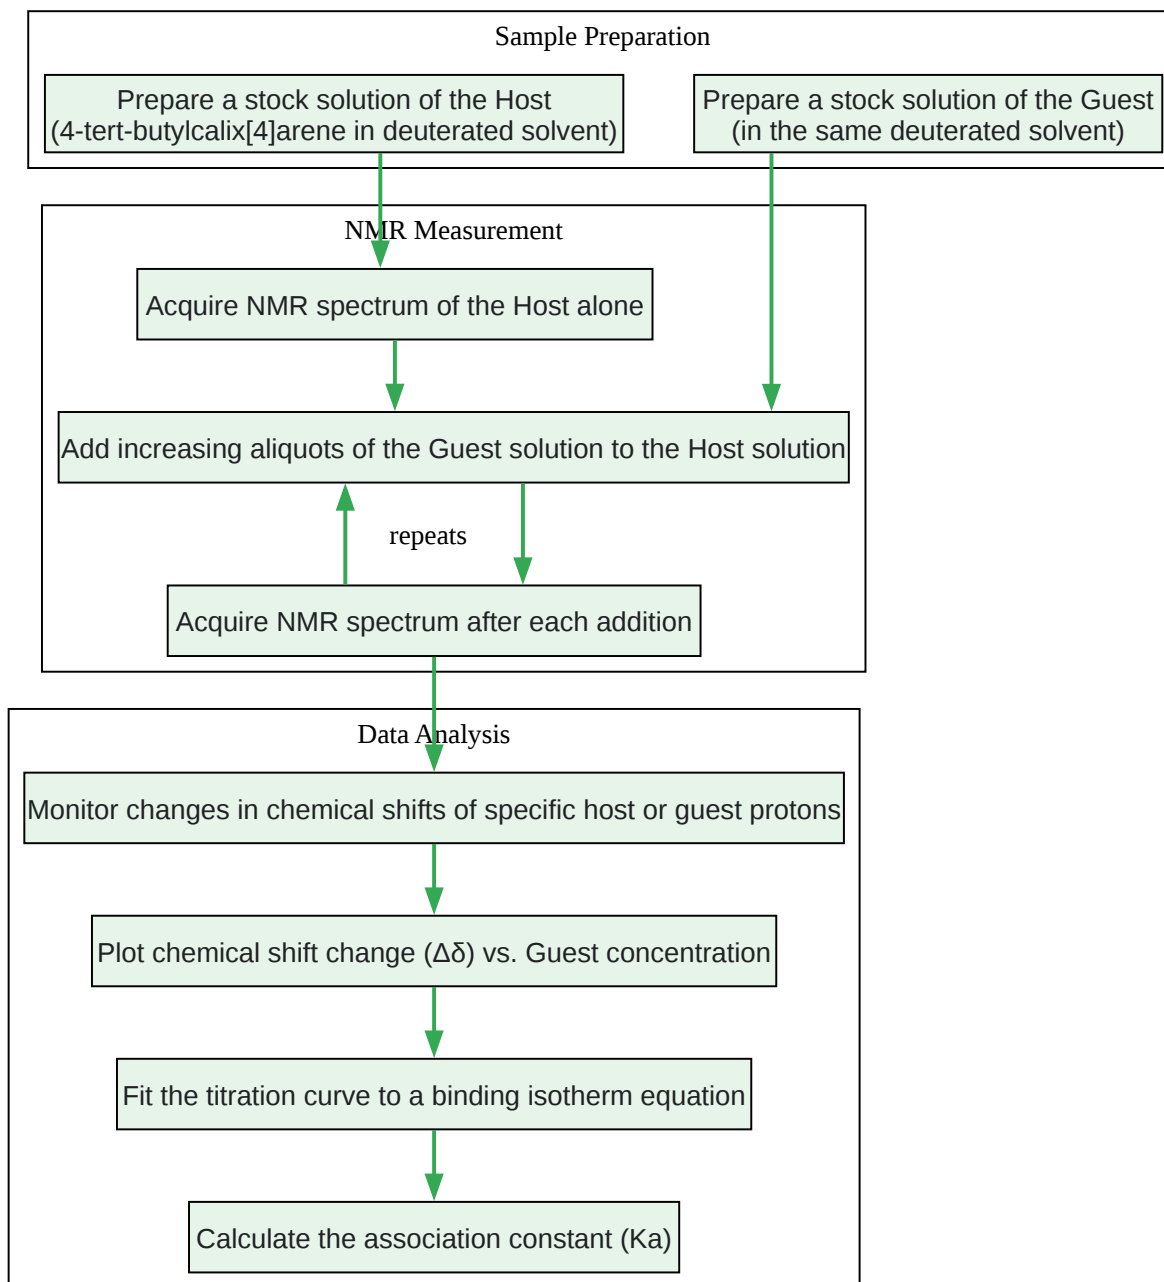 Sample Preparation
Prepare a stock solution of the Host
(4-tert-butylcalix[4]arene in deuterated solvent)
Prepare a stock solution of the Guest
(in the same deuterated solvent)
NMR Measurement
Acquire NMR spectrum of the Host alone
Add increasing aliquots of the Guest solution to the Host solution
repeats
Acquire NMR spectrum after each addition
Data Analysis
Monitor changes in chemical shifts of specific host or guest protons
Plot chemical shift change (Δδ) vs. Guest concentration
Fit the titration curve to a binding isotherm equation
Calculate the association constant (Ka)